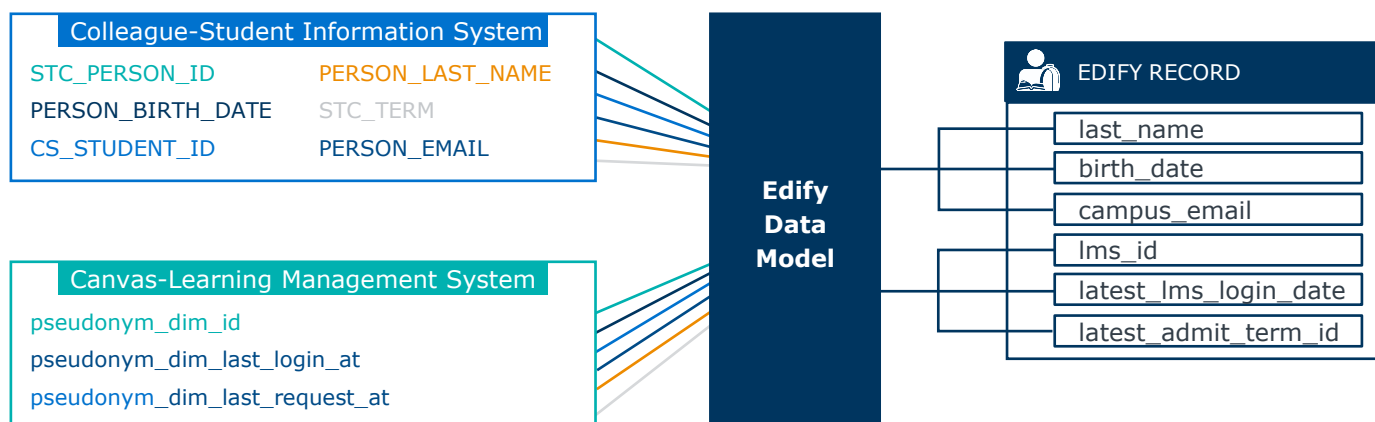 Colleague-Student Information System
STC_PERSON_ID PERSON_LAST_NAME
PERSON_BIRTH_DATE STC_TERM
CS_STUDENT_ID PERSON_EMAIL
Canvas-Learning Management System
pseudonym_dim_id
pseudonym_dim_last_login_at
pseudonym_dim_last_request_at
Edify
Data
Model
EDIFY RECORD
last_name
birth_date
campus_email
lms_id
latest_lms_login_date
latest_admit_term_id